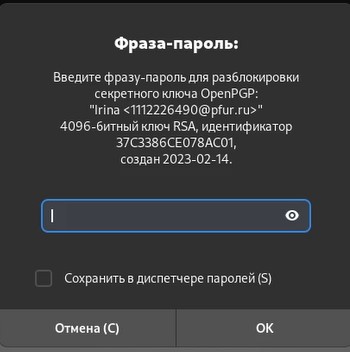 Фраза-пароль:
Введите фразу-пароль для разблокировки
секретного ключа OpenPGP:
"Irina <1112226490@pfur.ru>"
4096-битный ключ RSA, идентификатор
37C3386CE078AC01,
создан 2023-02-14.
Сохранить в диспетчере паролей (S)
Отмена (C)
OK